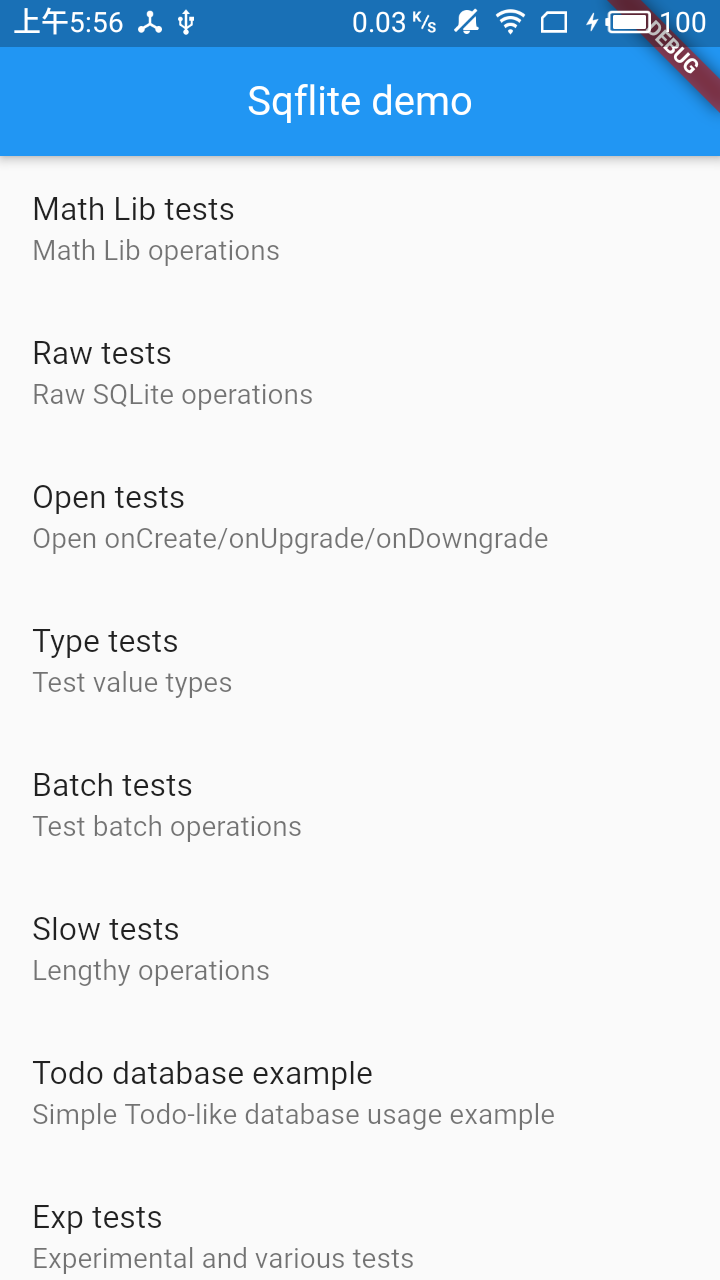 上午5:56 0.03 K/s 100
DEBUG
Sqflite demo
Math Lib tests
Math Lib operations
Raw tests
Raw SQLite operations
Open tests
Open onCreate/onUpgrade/onDowngrade
Type tests
Test value types
Batch tests
Test batch operations
Slow tests
Lengthy operations
Todo database example
Simple Todo-like database usage example
Exp tests
Experimental and various tests